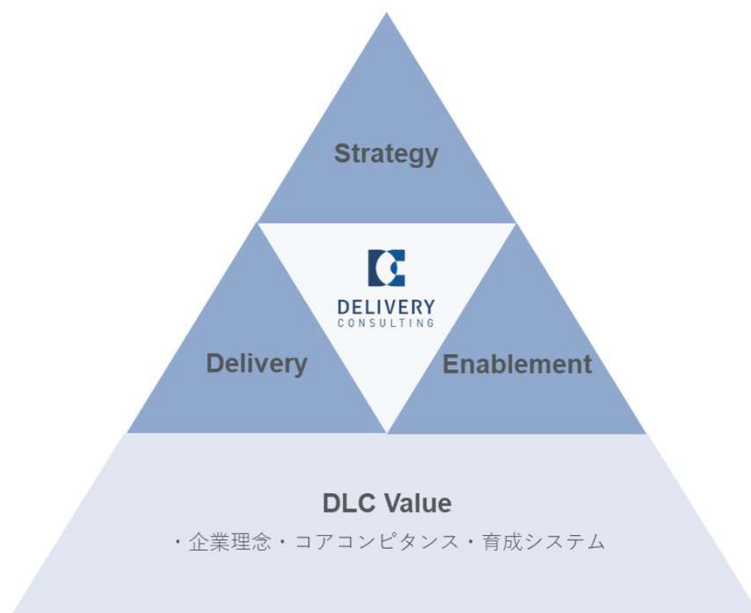 Strategy
DELIVERY
CONSULTING
Delivery
Enablement
DLC Value
・企業理念・コアコンピタンス・育成システム